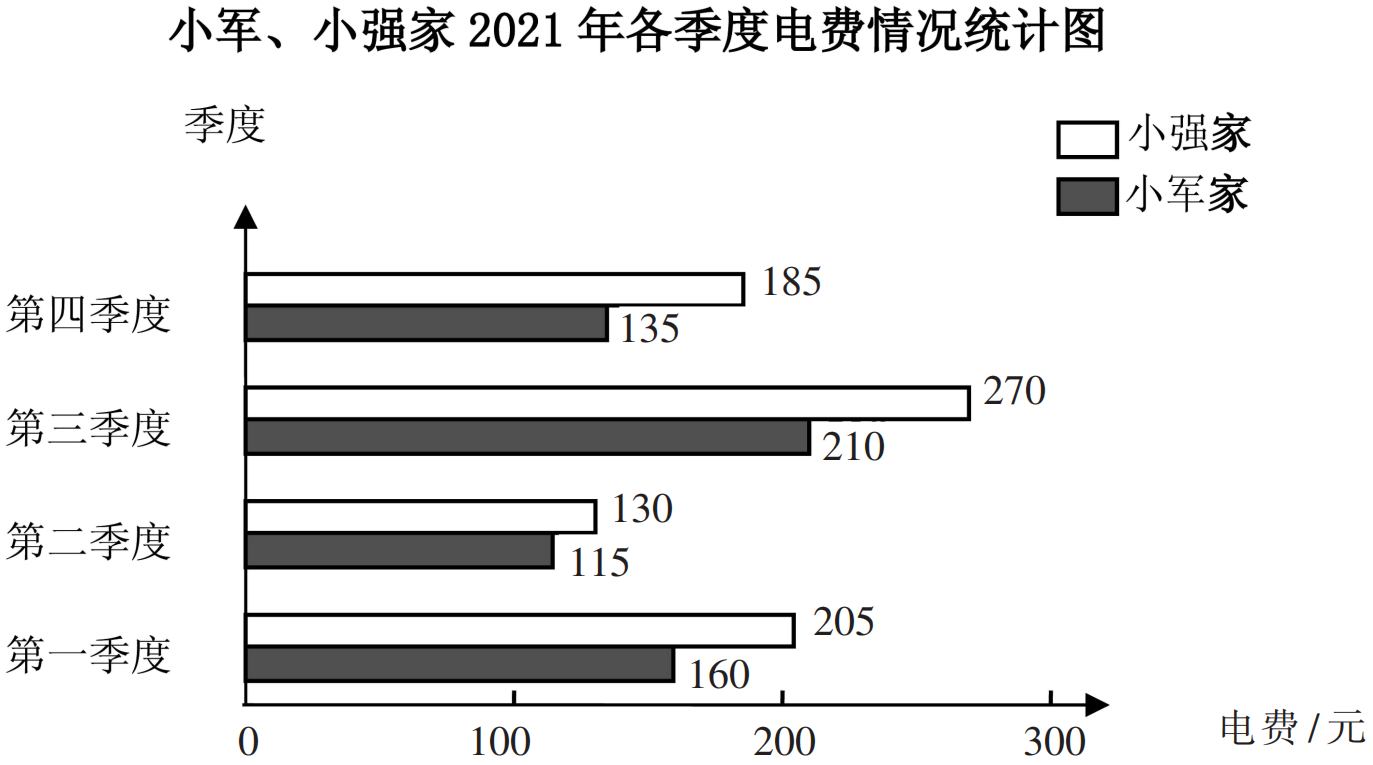 小军、小强家 2021 年各季度电费情况统计图
季度
小强家
小军家
第四季度
185
135
第三季度
270
210
第二季度
130
115
第一季度
205
160
0 100 200 300
电费/元